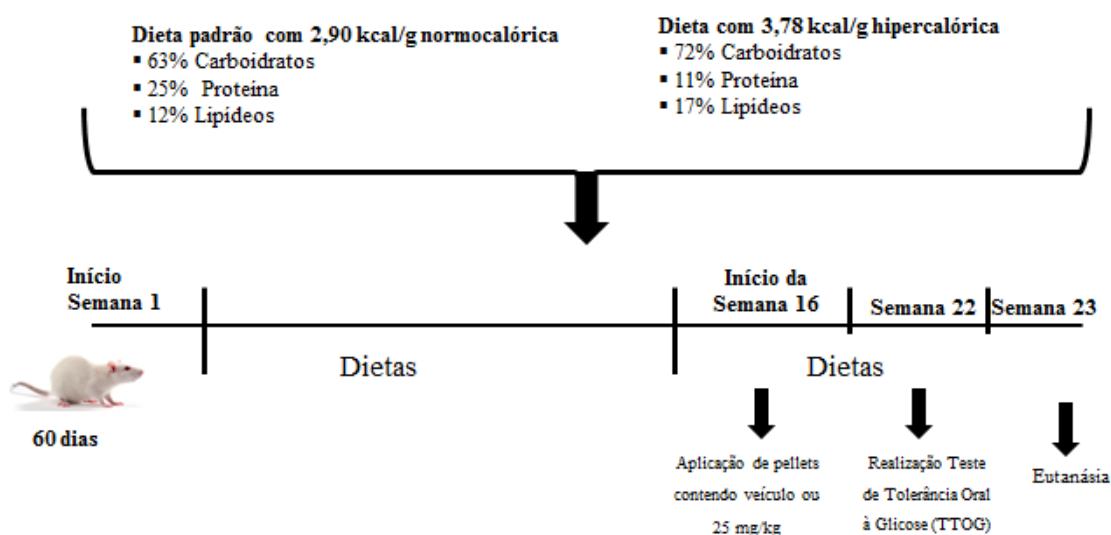 Dieta padrão com 2,90 kcal/g normocalórica
▪ 63% Carboidratos
▪ 25% Proteína
▪ 12% Lipídeos
Dieta com 3,78 kcal/g hipercalórica
▪ 72% Carboidratos
▪ 11% Proteína
▪ 17% Lipídeos
Início
Semana 1
Início da
Semana 16
Semana 22
Semana 23
Dietas
Dietas
60 dias
Aplicação de pellets
contendo veículo ou
25 mg/kg
Realização Teste
de Tolerância Oral
à Glicose (TTOG)
Eutanásia